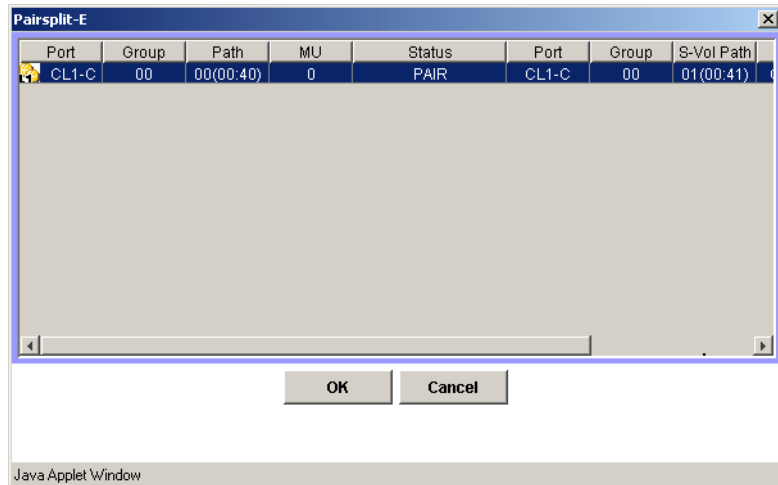 Pairsplit-E
Port Group Path MU Status Port Group S-Vol Path
CL1-C 00 00(00:40) 0 PAIR CL1-C 00 01(00:41)
OK Cancel
Java Applet Window